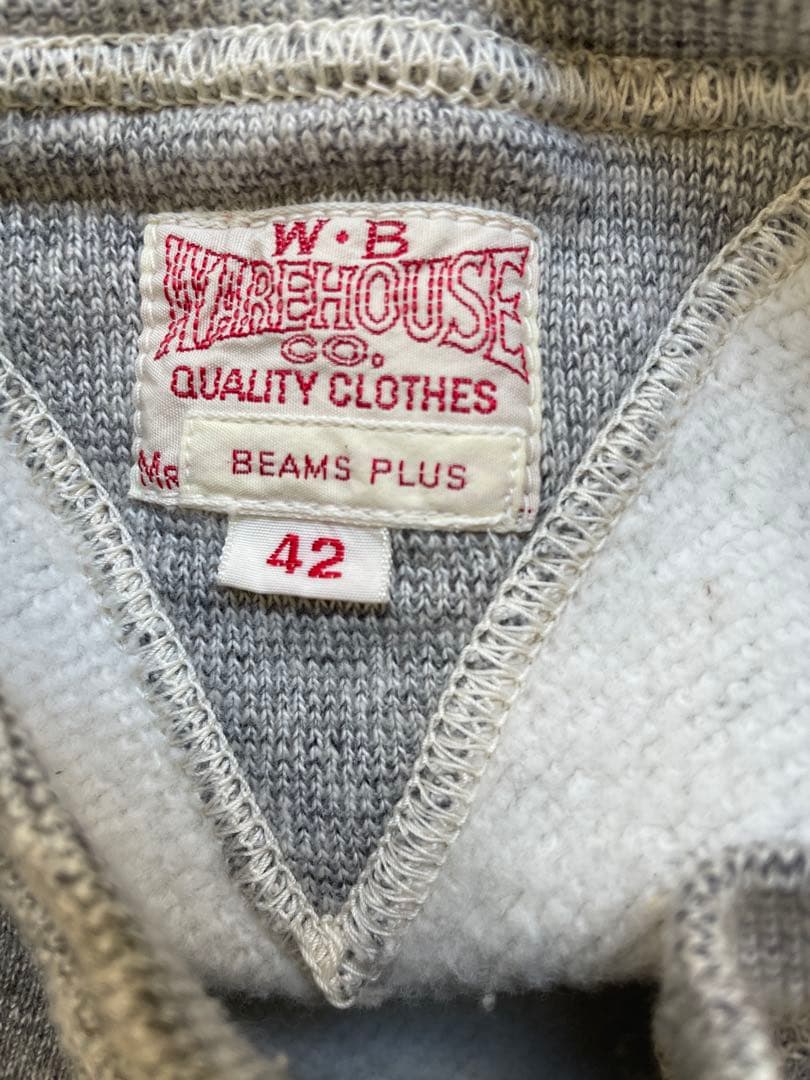 W·B
WAREHOUSE
CO.
QUALITY CLOTHES
BEAMS PLUS
42